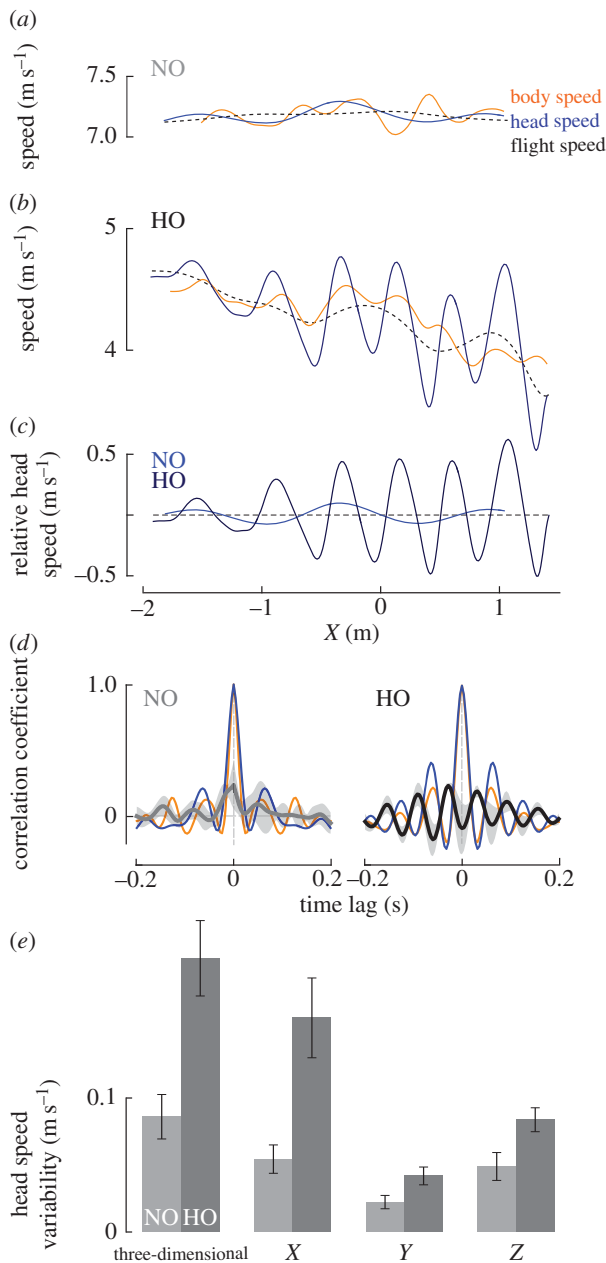 (a)
speed (m s⁻¹)
7.5
7.0
NO
body speed
head speed
flight speed
(b)
speed (m s⁻¹)
5
4
HO
(c)
relative head
speed (m s⁻¹)
0.5
−0.5
NO
HO
−2 −1 0 1
X (m)
(d)
correlation coefficient
1.0
0
NO
HO
−0.2 0 0.2 −0.2 0 0.2
time lag (s)
(e)
head speed
variability (m s⁻¹)
0.1
0
NO HO
three-dimensional X Y Z